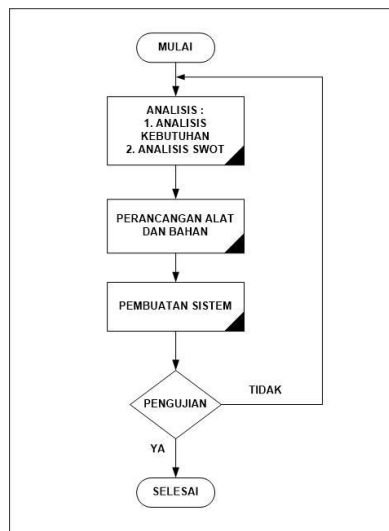 MULAI
ANALISIS :
1. ANALISIS
KEBUTUHAN
2. ANALISIS SWOT
PERANCANGAN ALAT
DAN BAHAN
PEMBUATAN SISTEM
PENGUJIAN
TIDAK
YA
SELESAI